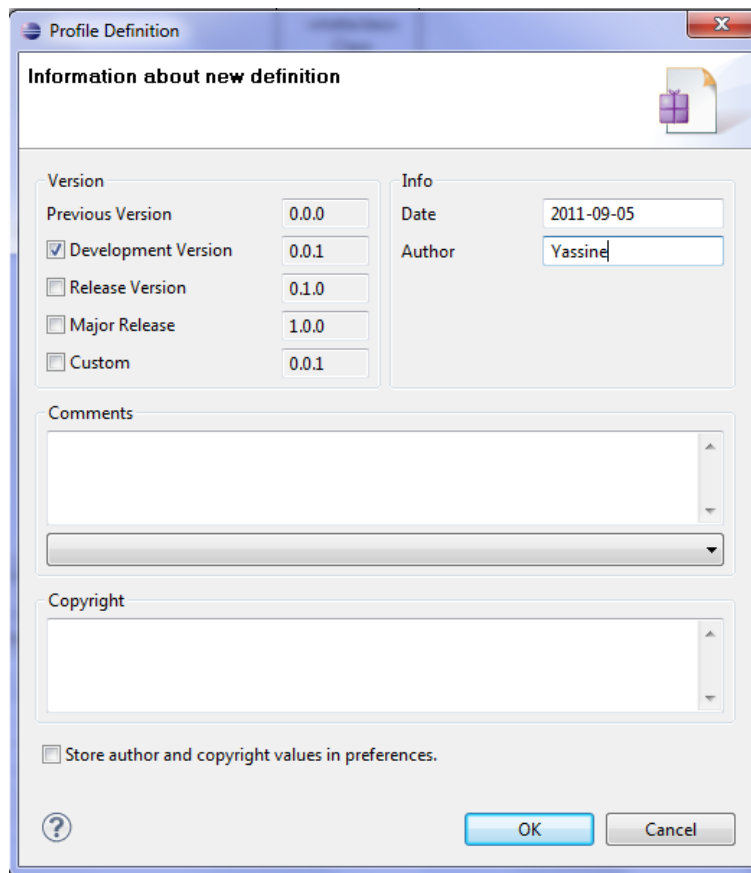 Profile Definition
Information about new definition
Version
Previous Version 0.0.0
Development Version 0.0.1
Release Version 0.1.0
Major Release 1.0.0
Custom 0.0.1
Info
Date 2011-09-05
Author Yassine
Comments
Copyright
Store author and copyright values in preferences.
OK Cancel